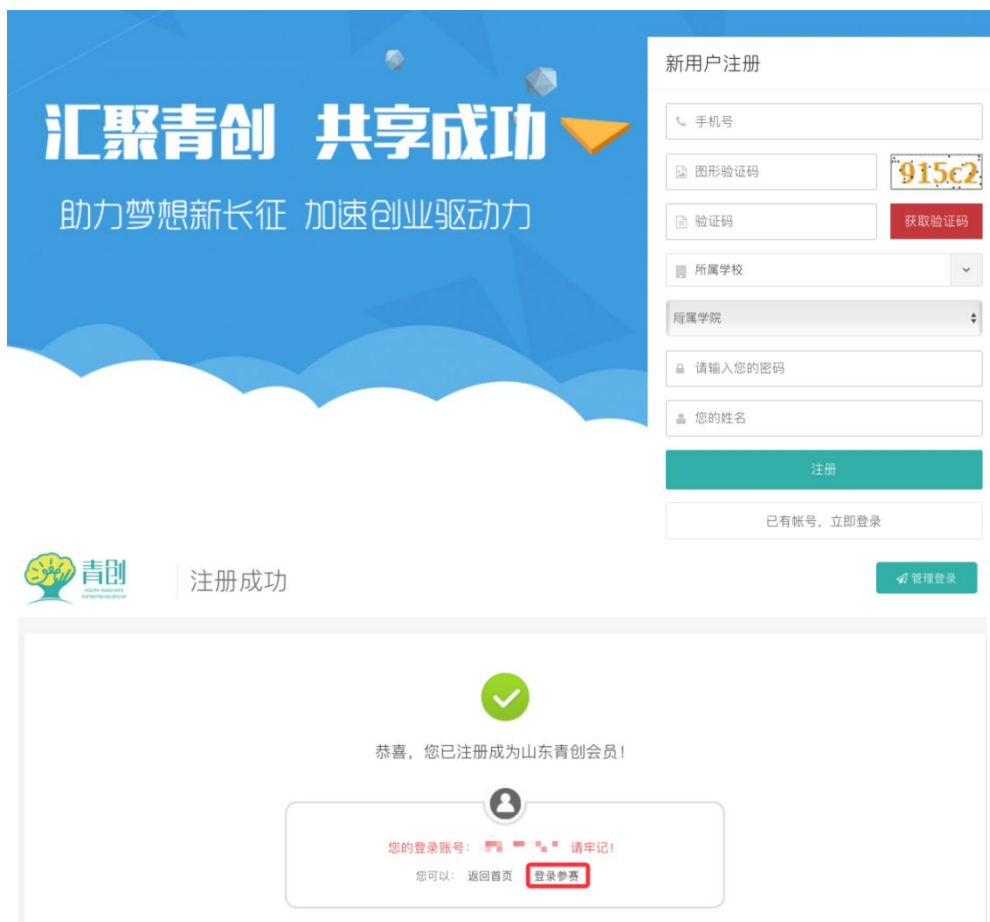 汇聚青创 共享成功
助力梦想新长征 加速创业驱动力
新用户注册
手机号
图形验证码
915c2
验证码
获取验证码
所属学校
所属学院
请输入您的密码
您的姓名
注册
已有帐号，立即登录
青创
YOUTH INNOVATE
ENTREPRENEURSHIP
注册成功
管理登录
恭喜，您已注册成为山东青创会员！
您的登录账号： 请牢记！
您可以： 返回首页 登录参赛